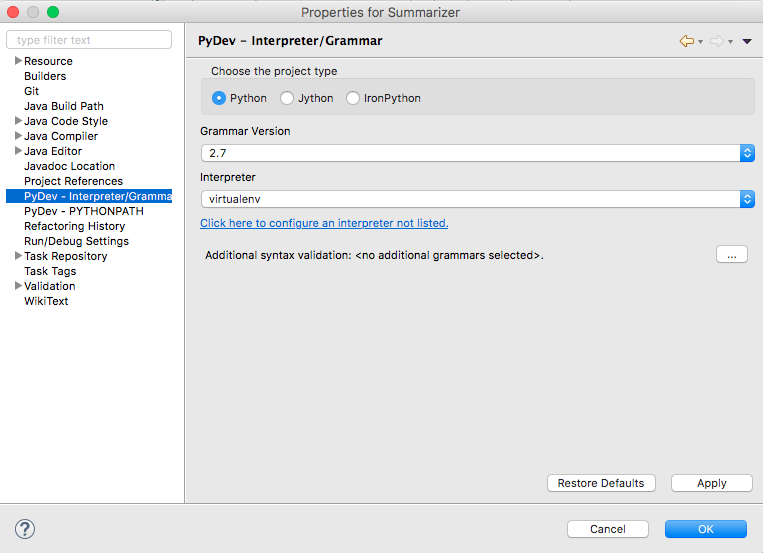 Properties for Summarizer
type filter text
Resource
Builders
Git
Java Build Path
Java Code Style
Java Compiler
Java Editor
Javadoc Location
Project References
PyDev - Interpreter/Gramma
PyDev - PYTHONPATH
Refactoring History
Run/Debug Settings
Task Repository
Task Tags
Validation
WikiText
PyDev - Interpreter/Grammar
Choose the project type
Python Jython IronPython
Grammar Version
2.7
Interpreter
virtualenv
Click here to configure an interpreter not listed.
Additional syntax validation: <no additional grammars selected>. ...
Restore Defaults Apply
? Cancel OK